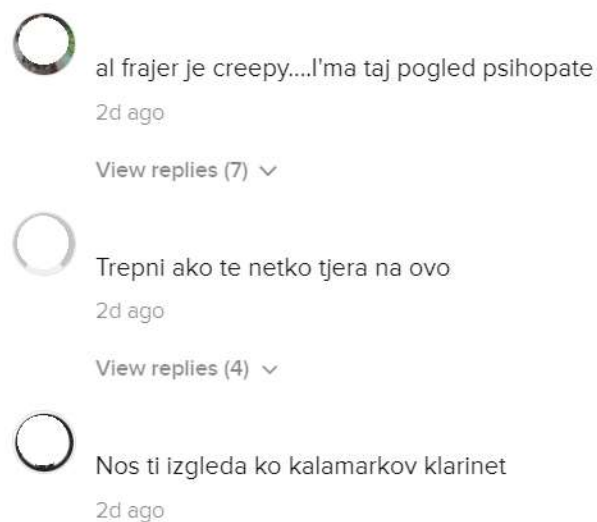 al frajer je creepy....I'ma taj pogled psihopate
2d ago
View replies (7)
Trepni ako te netko tjera na ovo
2d ago
View replies (4)
Nos ti izgleda ko kalamarkov klarinet
2d ago